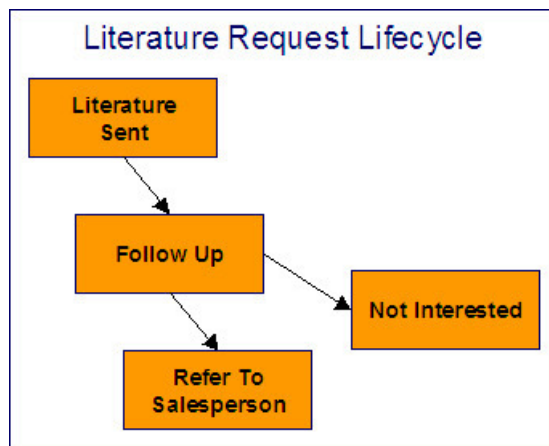 Literature Request Lifecycle
Literature
Sent
Follow Up
Not Interested
Refer To
Salesperson